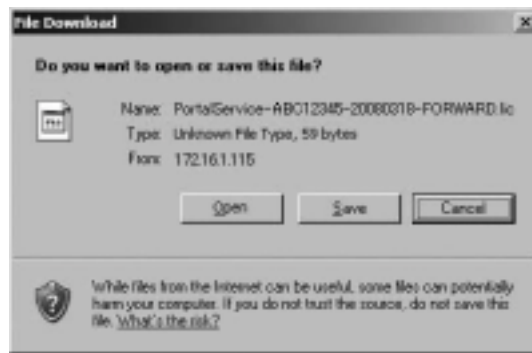 File Download
Do you want to open or save this file?
Name: PortalService-ABC12345-20080318-FORWARD.lic
Type: Unknown File Type, 59 bytes
From: 172.16.1.115
Open Save Cancel
While files from the Internet can be useful, some files can potentially
harm your computer. If you do not trust the source, do not save this
file. What's the risk?